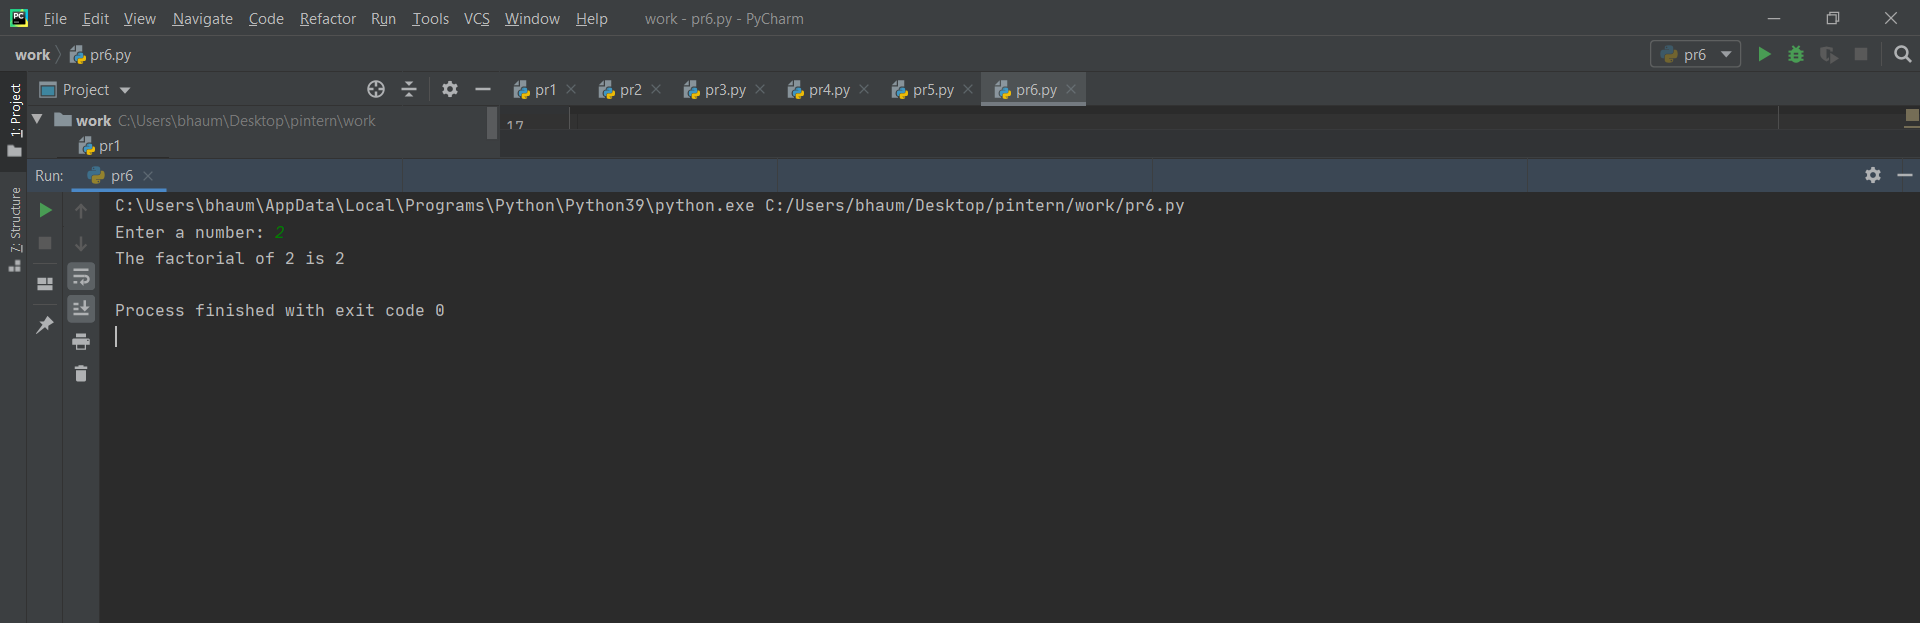 PC File Edit View Navigate Code Refactor Run Tools VCS Window Help work - pr6.py - PyCharm
work pr6.py pr6
Project pr1 pr2 pr3.py pr4.py pr5.py pr6.py
1: Project
work C:\Users\bhaum\Desktop\pintern\work 17
pr1
Run: pr6
7: Structure
C:\Users\bhaum\AppData\Local\Programs\Python\Python39\python.exe C:/Users/bhaum/Desktop/pintern/work/pr6.py
Enter a number: 2
The factorial of 2 is 2
Process finished with exit code 0